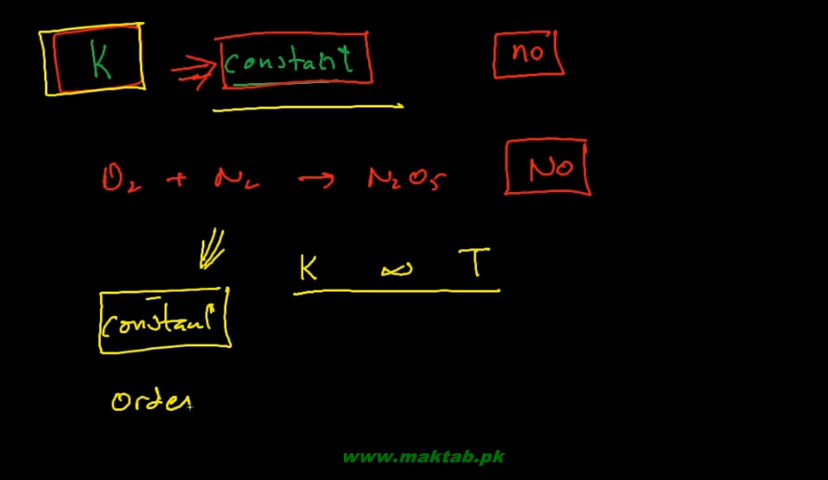 K ⇒ constant no
O2 + N2 → N2O5 No
K ∝ T
constant
order
www.maktab.pk